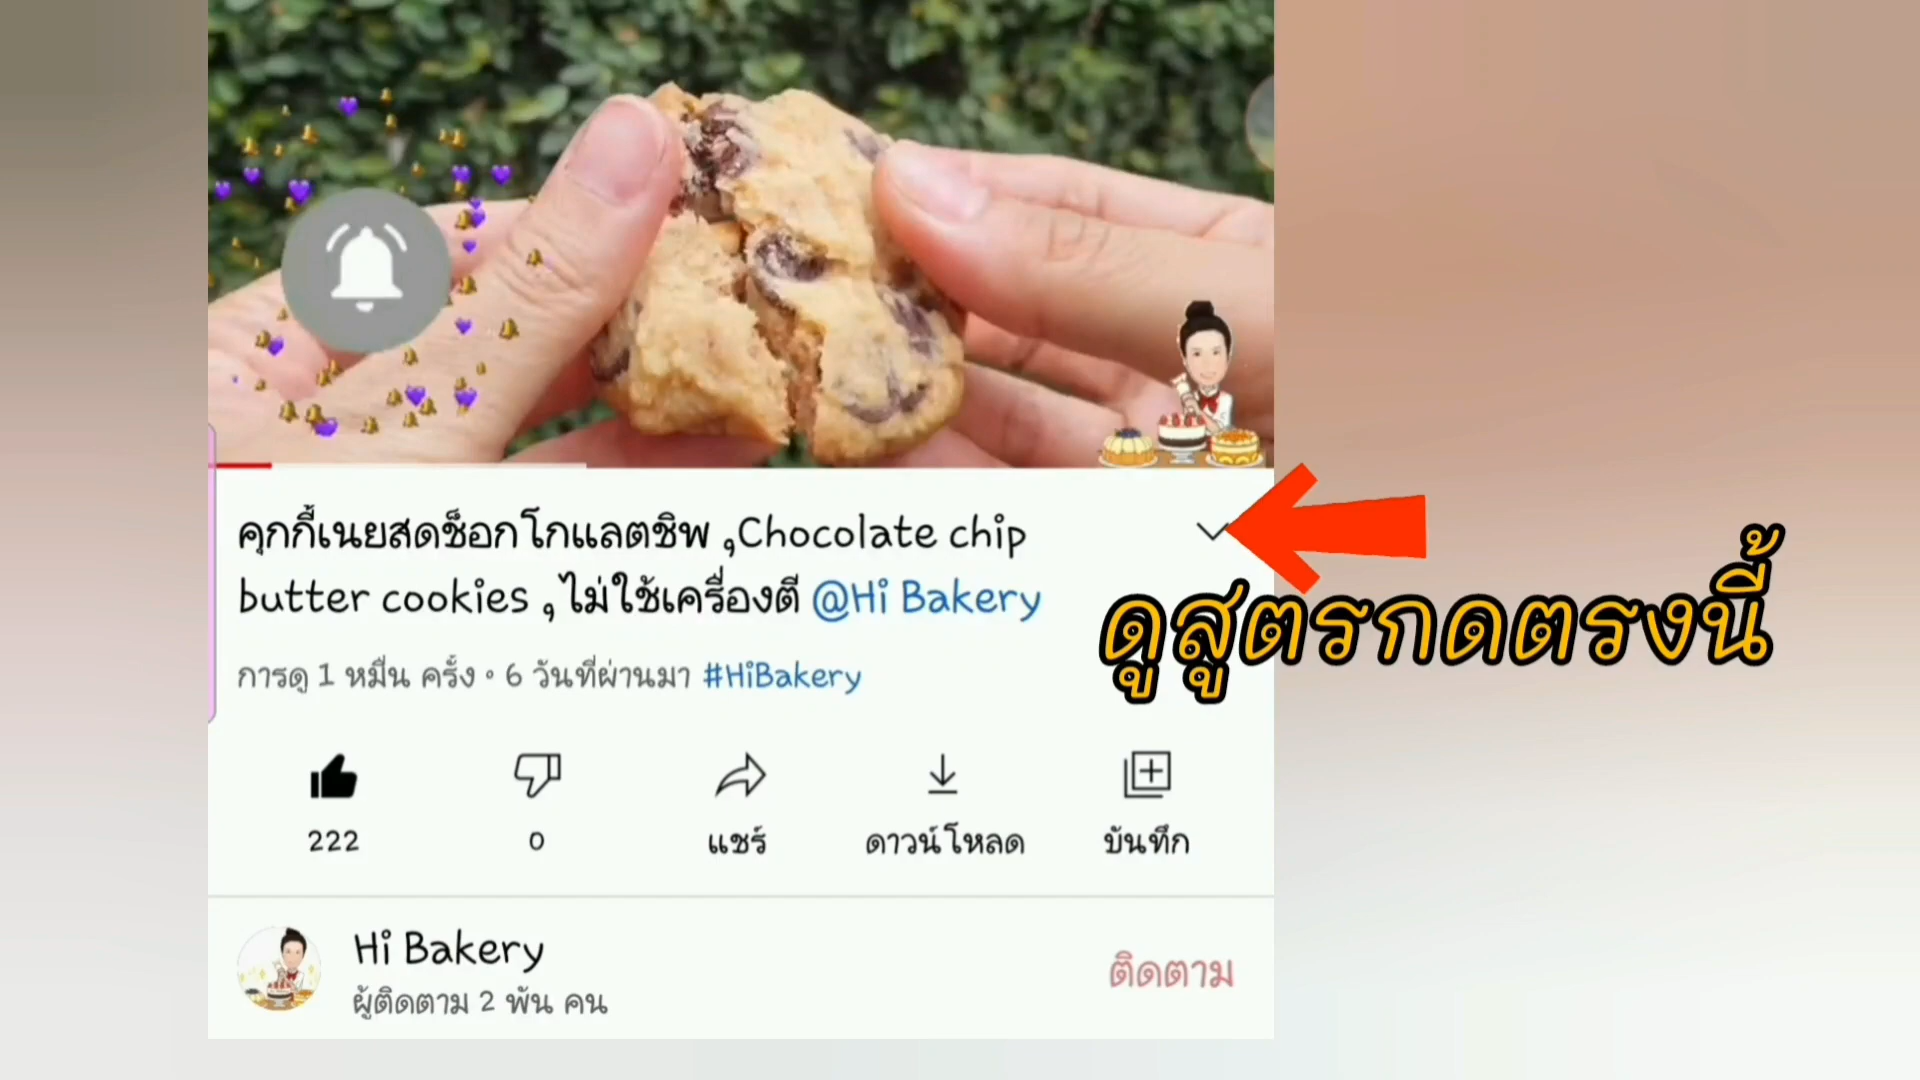 คุกกี้เนยสดช็อกโกแลตชิพ ,Chocolate chip
butter cookies ,ไม่ใช้เครื่องตี @Hi Bakery
ดูสูตรกดตรงนี้
การดู 1 หมื่น ครั้ง • 6 วันที่ผ่านมา #HiBakery
222
0
แชร์
ดาวน์โหลด
บันทึก
Hi Bakery
ผู้ติดตาม 2 พัน คน
ติดตาม